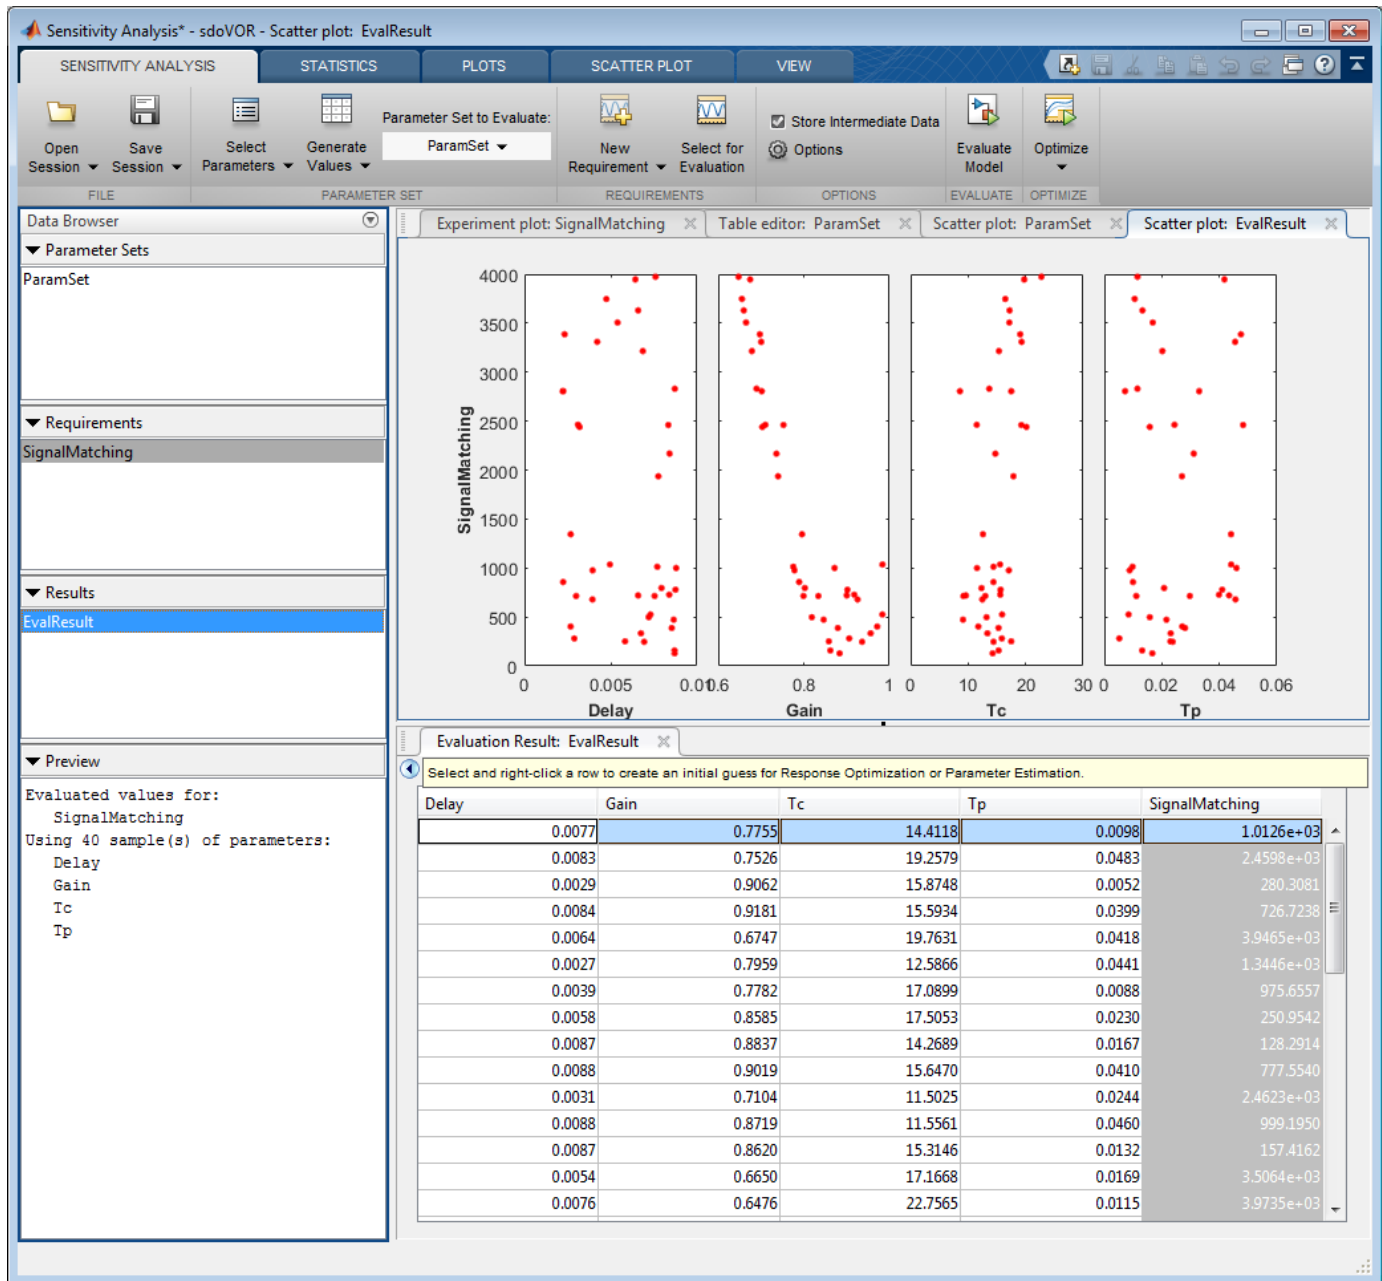 Sensitivity Analysis* - sdoVOR - Scatter plot: EvalResult
SENSITIVITY ANALYSIS STATISTICS PLOTS SCATTER PLOT VIEW
Open Session Save Session Select Parameters Generate Values Parameter Set to Evaluate: ParamSet New Requirement Select for Evaluation Store Intermediate Data Options Evaluate Model Optimize
FILE PARAMETER SET REQUIREMENTS OPTIONS EVALUATE OPTIMIZE
Data Browser
Parameter Sets
ParamSet
Requirements
SignalMatching
Results
EvalResult
Preview
Evaluated values for:
SignalMatching
Using 40 sample(s) of parameters:
Delay
Gain
Tc
Tp
Experiment plot: SignalMatching Table editor: ParamSet Scatter plot: ParamSet Scatter plot: EvalResult
SignalMatching
4000
3500
3000
2500
2000
1500
1000
500
0
0 0.005 0.01 0.6 0.8 1 0 10 20 30 0 0.02 0.04 0.06
Delay Gain Tc Tp
Evaluation Result: EvalResult
Select and right-click a row to create an initial guess for Response Optimization or Parameter Estimation.
Delay Gain Tc Tp SignalMatching
0.0077 0.7755 14.4118 0.0098 1.0126e+03
0.0083 0.7526 19.2579 0.0483 2.4598e+03
0.0029 0.9062 15.8748 0.0052 280.3081
0.0084 0.9181 15.5934 0.0399 726.7238
0.0064 0.6747 19.7631 0.0418 3.9465e+03
0.0027 0.7959 12.5866 0.0441 1.3446e+03
0.0039 0.7782 17.0899 0.0088 975.6557
0.0058 0.8585 17.5053 0.0230 250.9542
0.0087 0.8837 14.2689 0.0167 128.2914
0.0088 0.9019 15.6470 0.0410 777.5540
0.0031 0.7104 11.5025 0.0244 2.4623e+03
0.0088 0.8719 11.5561 0.0460 999.1950
0.0087 0.8620 15.3146 0.0132 157.4162
0.0054 0.6650 17.1668 0.0169 3.5064e+03
0.0076 0.6476 22.7565 0.0115 3.9735e+03